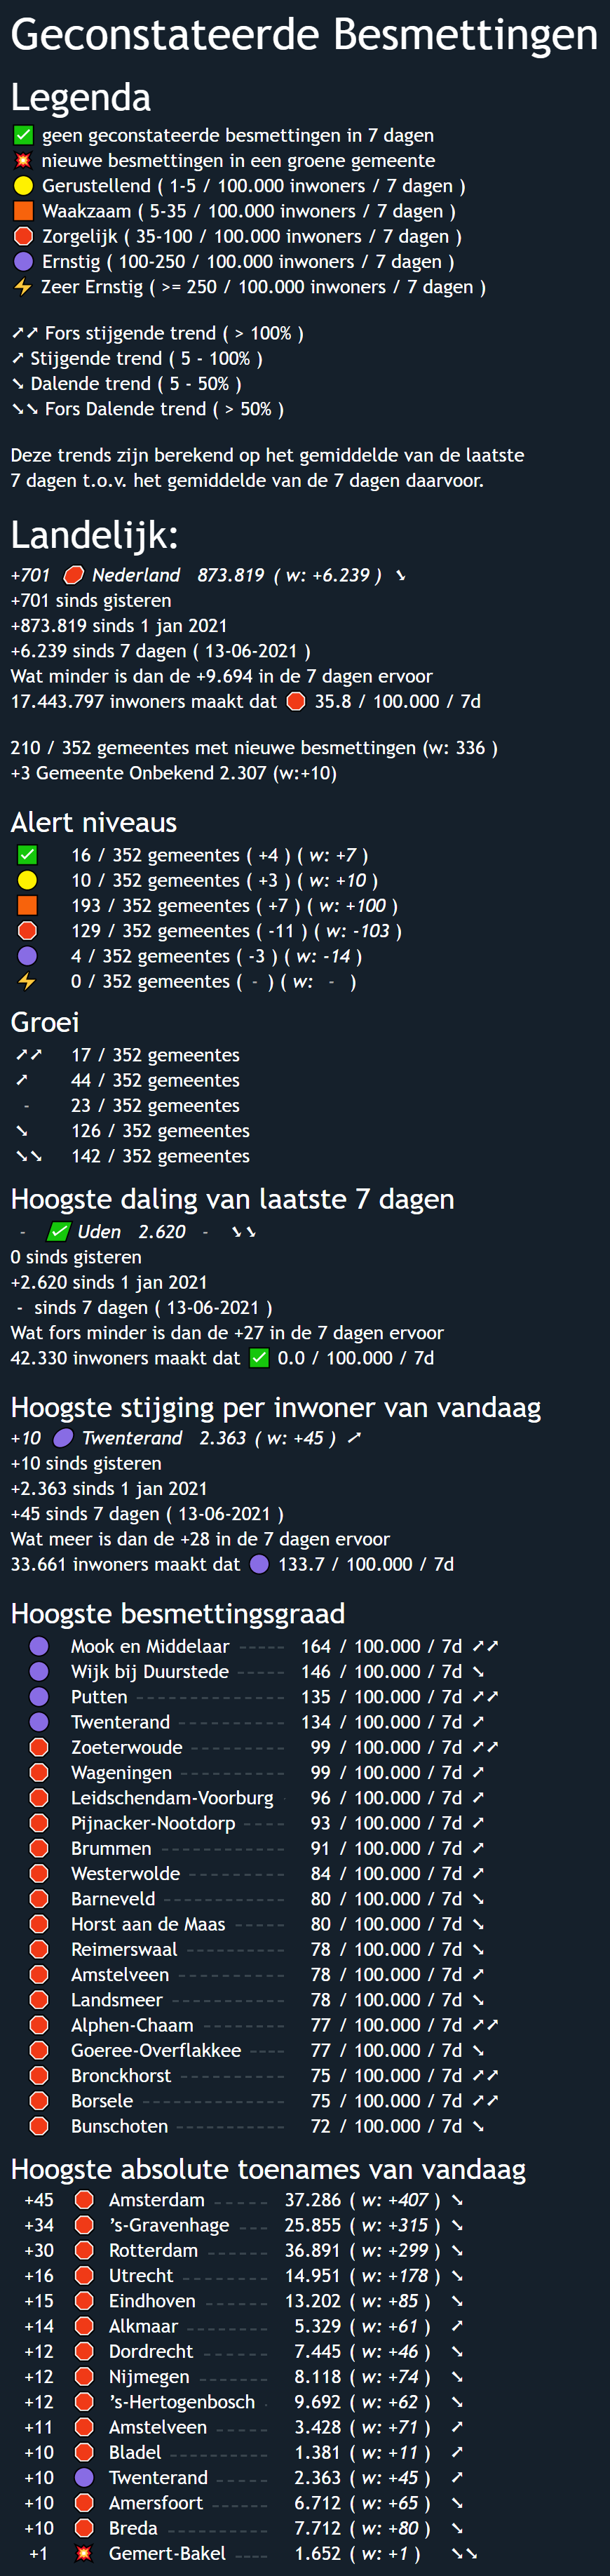 Geconstateerde Besmettingen
Legenda
✅ geen geconstateerde besmettingen in 7 dagen
💥 nieuwe besmettingen in een groene gemeente
🟡 Gerustellend ( 1-5 / 100.000 inwoners / 7 dagen )
🟧 Waakzaam ( 5-35 / 100.000 inwoners / 7 dagen )
🛑 Zorgelijk ( 35-100 / 100.000 inwoners / 7 dagen )
🟣 Ernstig ( 100-250 / 100.000 inwoners / 7 dagen )
⚡ Zeer Ernstig ( >= 250 / 100.000 inwoners / 7 dagen )
➚➚ Fors stijgende trend ( > 100% )
➚ Stijgende trend ( 5 - 100% )
➘ Dalende trend ( 5 - 50% )
➘➘ Fors Dalende trend ( > 50% )
Deze trends zijn berekend op het gemiddelde van de laatste
7 dagen t.o.v. het gemiddelde van de 7 dagen daarvoor.
Landelijk:
+701 🛑 Nederland 873.819 ( w: +6.239 ) ➘
+701 sinds gisteren
+873.819 sinds 1 jan 2021
+6.239 sinds 7 dagen ( 13-06-2021 )
Wat minder is dan de +9.694 in de 7 dagen ervoor
17.443.797 inwoners maakt dat 🛑 35.8 / 100.000 / 7d
210 / 352 gemeentes met nieuwe besmettingen (w: 336 )
+3 Gemeente Onbekend 2.307 (w:+10)
Alert niveaus
✅ 16 / 352 gemeentes ( +4 ) ( w: +7 )
🟡 10 / 352 gemeentes ( +3 ) ( w: +10 )
🟧 193 / 352 gemeentes ( +7 ) ( w: +100 )
🛑 129 / 352 gemeentes ( -11 ) ( w: -103 )
🟣 4 / 352 gemeentes ( -3 ) ( w: -14 )
⚡ 0 / 352 gemeentes ( - ) ( w: - )
Groei
➚➚ 17 / 352 gemeentes
➚ 44 / 352 gemeentes
- 23 / 352 gemeentes
➘ 126 / 352 gemeentes
➘➘ 142 / 352 gemeentes
Hoogste daling van laatste 7 dagen
- ✅ Uden 2.620 - ➘➘
0 sinds gisteren
+2.620 sinds 1 jan 2021
- sinds 7 dagen ( 13-06-2021 )
Wat fors minder is dan de +27 in de 7 dagen ervoor
42.330 inwoners maakt dat ✅ 0.0 / 100.000 / 7d
Hoogste stijging per inwoner van vandaag
+10 🟣 Twenterand 2.363 ( w: +45 ) ➚
+10 sinds gisteren
+2.363 sinds 1 jan 2021
+45 sinds 7 dagen ( 13-06-2021 )
Wat meer is dan de +28 in de 7 dagen ervoor
33.661 inwoners maakt dat 🟣 133.7 / 100.000 / 7d
Hoogste besmettingsgraad
🟣 Mook en Middelaar ----- 164 / 100.000 / 7d ➚➚
🟣 Wijk bij Duurstede ----- 146 / 100.000 / 7d ➘
🟣 Putten ---------------- 135 / 100.000 / 7d ➚➚
🟣 Twenterand ----------- 134 / 100.000 / 7d ➚
🛑 Zoeterwoude ---------- 99 / 100.000 / 7d ➚➚
🛑 Wageningen ----------- 99 / 100.000 / 7d ➚
🛑 Leidschendam-Voorburg - 96 / 100.000 / 7d ➚
🛑 Pijnacker-Nootdorp ---- 93 / 100.000 / 7d ➚
🛑 Brummen ------------- 91 / 100.000 / 7d ➚
🛑 Westerwolde ---------- 84 / 100.000 / 7d ➚
🛑 Barneveld ------------- 80 / 100.000 / 7d ➘
🛑 Horst aan de Maas ----- 80 / 100.000 / 7d ➘
🛑 Reimerswaal ---------- 78 / 100.000 / 7d ➘
🛑 Amstelveen ----------- 78 / 100.000 / 7d ➚
🛑 Landsmeer ------------ 78 / 100.000 / 7d ➘
🛑 Alphen-Chaam --------- 77 / 100.000 / 7d ➚➚
🛑 Goeree-Overflakkee ---- 77 / 100.000 / 7d ➘
🛑 Bronckhorst ----------- 75 / 100.000 / 7d ➚➚
🛑 Borsele --------------- 75 / 100.000 / 7d ➚➚
🛑 Bunschoten ----------- 72 / 100.000 / 7d ➘
Hoogste absolute toenames van vandaag
+45 🛑 Amsterdam ----- 37.286 ( w: +407 ) ➘
+34 🛑 ’s-Gravenhage --- 25.855 ( w: +315 ) ➘
+30 🛑 Rotterdam ------ 36.891 ( w: +299 ) ➘
+16 🛑 Utrecht --------- 14.951 ( w: +178 ) ➘
+15 🛑 Eindhoven ------- 13.202 ( w: +85 ) ➘
+14 🛑 Alkmaar --------- 5.329 ( w: +61 ) ➚
+12 🛑 Dordrecht ------- 7.445 ( w: +46 ) ➘
+12 🛑 Nijmegen ------- 8.118 ( w: +74 ) ➘
+12 🛑 ’s-Hertogenbosch - 9.692 ( w: +62 ) ➘
+11 🛑 Amstelveen ----- 3.428 ( w: +71 ) ➚
+10 🛑 Bladel ---------- 1.381 ( w: +11 ) ➚
+10 🟣 Twenterand ----- 2.363 ( w: +45 ) ➚
+10 🛑 Amersfoort ------ 6.712 ( w: +65 ) ➘
+10 🛑 Breda ----------- 7.712 ( w: +80 ) ➘
+1 💥 Gemert-Bakel ---- 1.652 ( w: +1 ) ➘➘